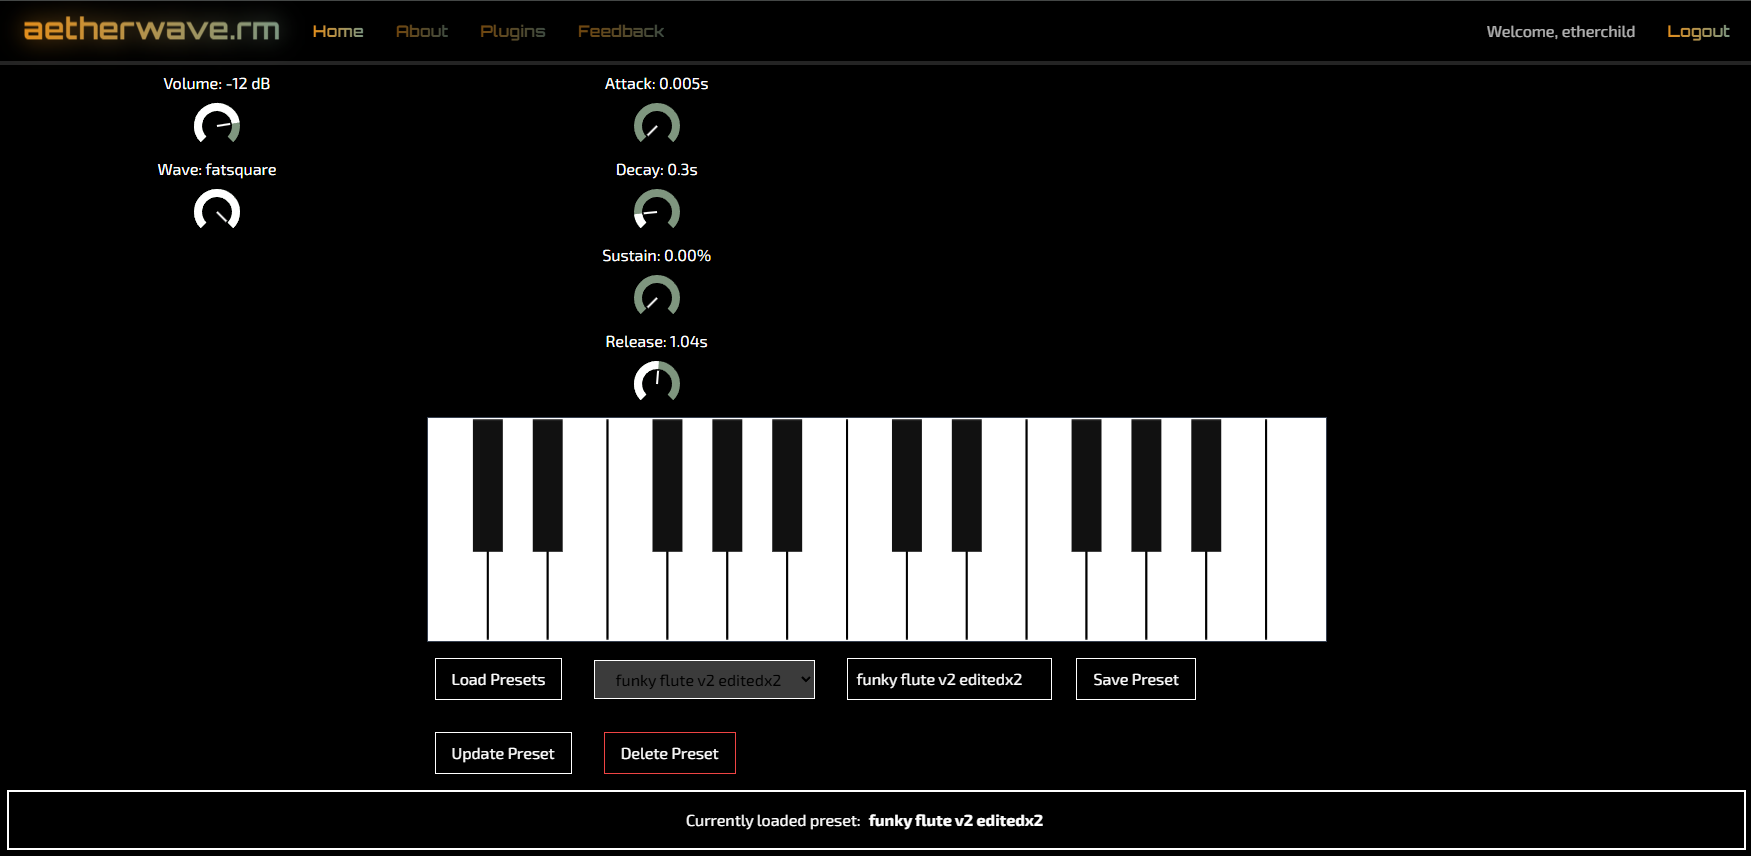 aetherwave.rm Home About Plugins Feedback Welcome, etherchild Logout
Volume: -12 dB
Wave: fatsquare
Attack: 0.005s
Decay: 0.3s
Sustain: 0.00%
Release: 1.04s
Load Presets funky flute v2 editedx2 funky flute v2 editedx2 Save Preset
Update Preset Delete Preset
Currently loaded preset: funky flute v2 editedx2